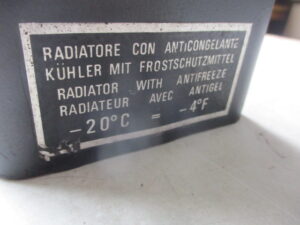 RADIATORE CON ANTICONGELANTE
KÜHLER MIT FROSTSCHUTZMITTEL
RADIATOR WITH ANTIFREEZE
RADIATEUR AVEC ANTIGEL
-20°C = -4°F